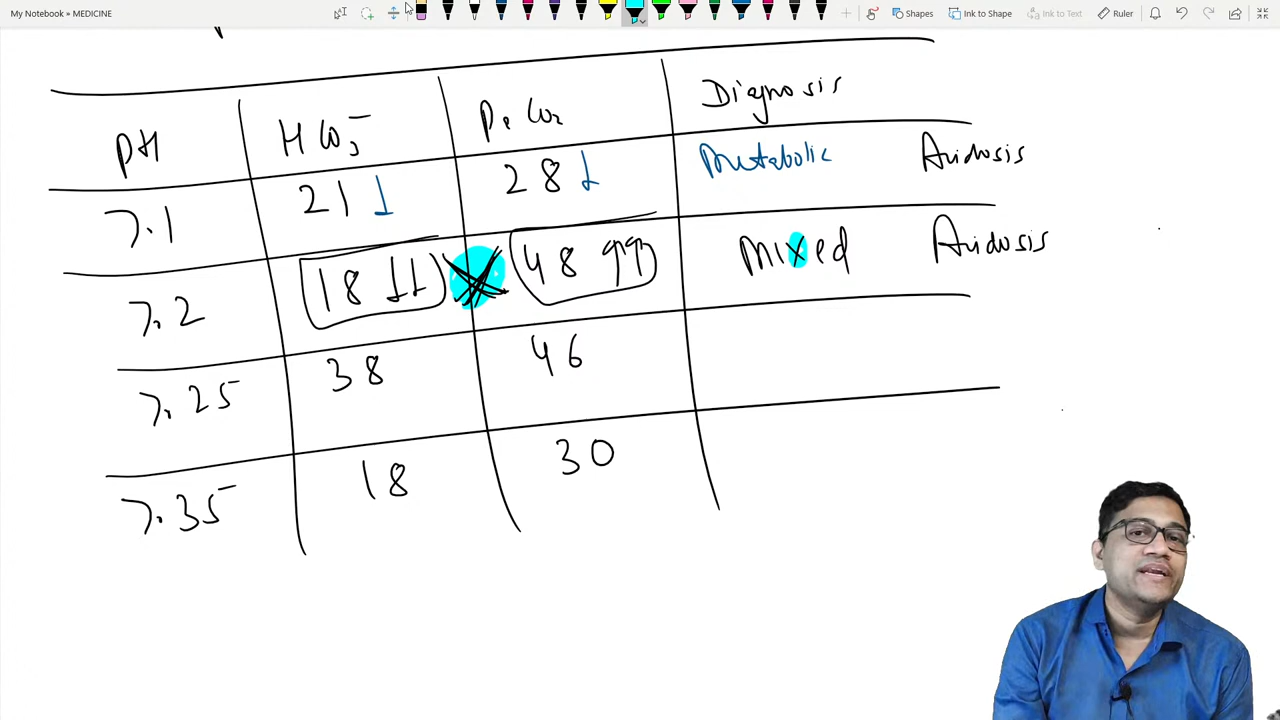 My Notebook » MEDICINE
Shapes Ink to Shape Ink to Text Ruler
PH HCO3- PCO2 Diagnosis
7.1 21 ↓ 28 ↓ Metabolic Acidosis
7.2 18 ↓↓ 48 ↑↑ Mixed Acidosis
7.25 38 46
7.35 18 30